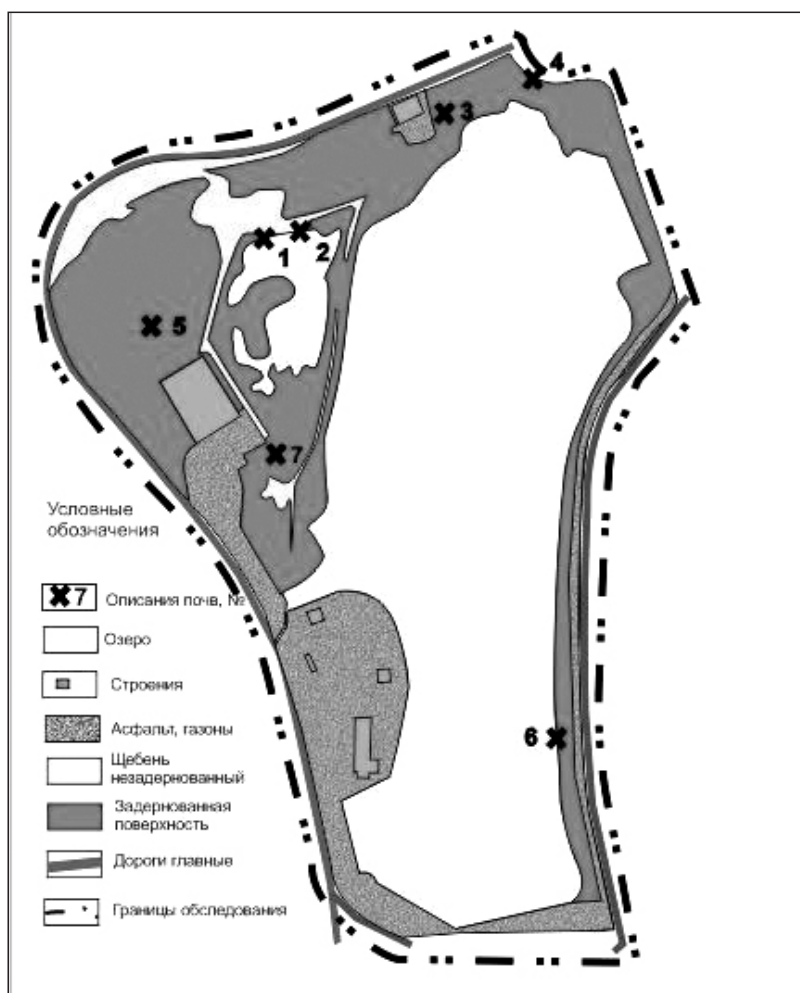 4
3
1
2
5
7
6
Условные
обозначения
7 Описания почв, №
Озеро
Строения
Асфальт, газоны
Щебень
незадернованный
Задернованная
поверхность
Дороги главные
Границы обследования